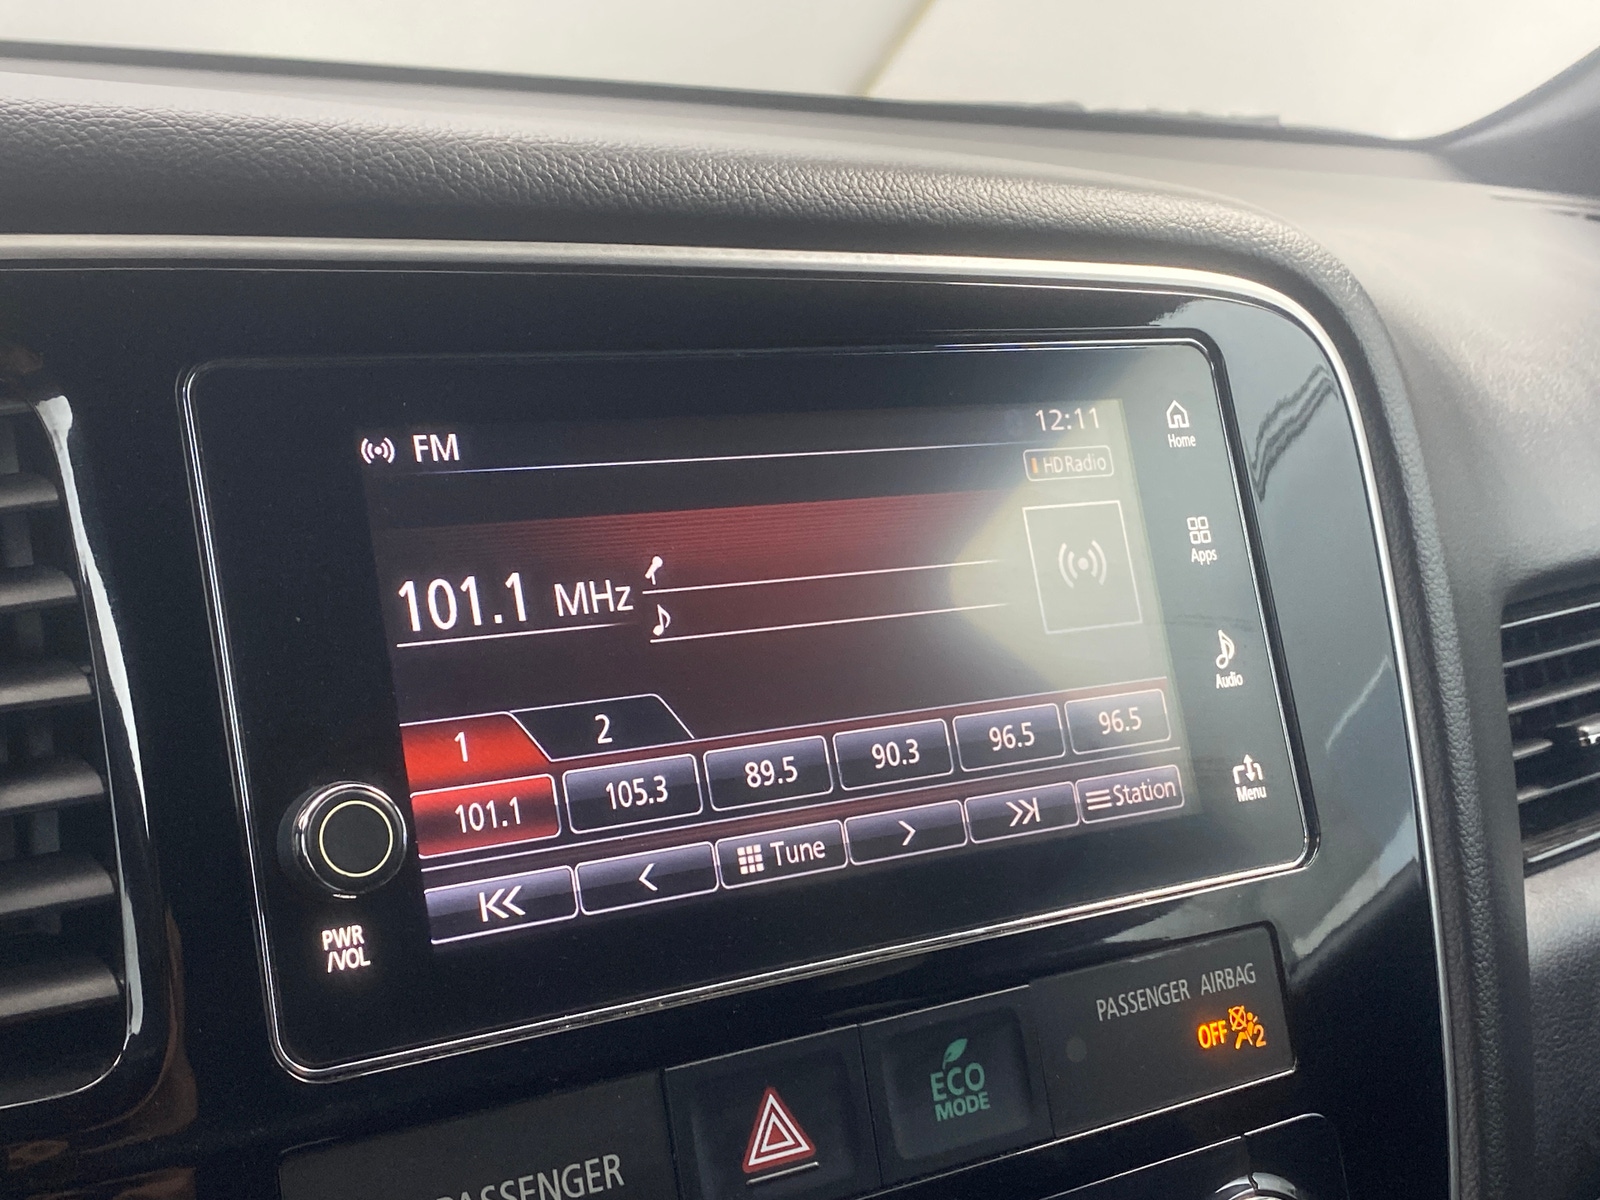 FM
12:11
HD Radio
Home
101.1 MHz
Apps
Audio
1
2
101.1
105.3
89.5
90.3
96.5
96.5
Menu
Tune
Station
PWR
/VOL
PASSENGER AIRBAG
OFF
2
ECO
MODE
PASSENGER